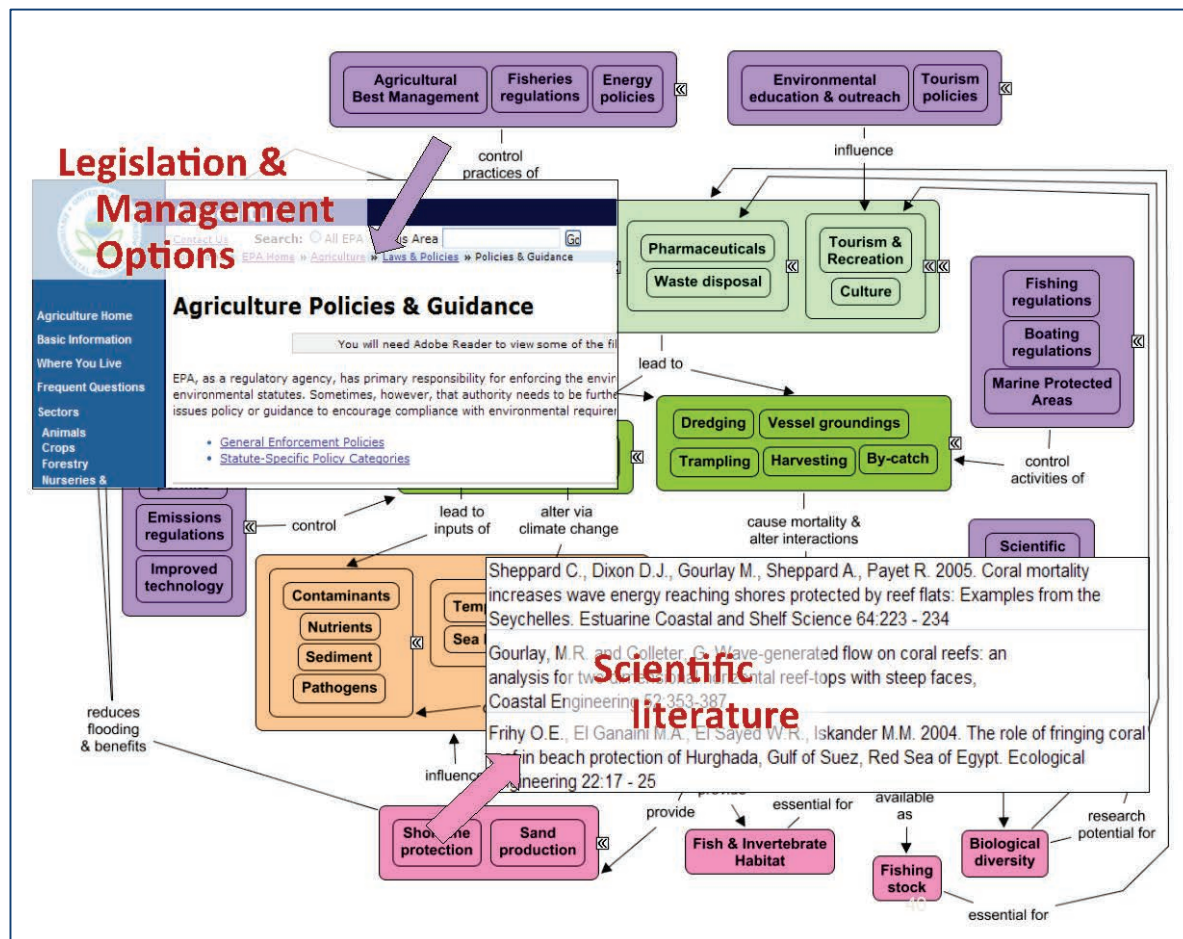 Agricultural
Best Management
Fisheries
regulations
Energy
policies
Environmental
education & outreach
Tourism
policies
control
practices of
influence
Legislation &
Management
Options
Contact Us Search: All EPA This Area Go
EPA Home » Agriculture » Laws & Policies » Policies & Guidance
Agriculture Policies & Guidance
You will need Adobe Reader to view some of the fil
EPA, as a regulatory agency, has primary responsibility for enforcing the envir
environmental statutes. Sometimes, however, that authority needs to be furthe
issues policy or guidance to encourage compliance with environmental requirer
General Enforcement Policies
Statute-Specific Policy Categories
Agriculture Home
Basic Information
Where You Live
Frequent Questions
Sectors
Animals
Crops
Forestry
Nurseries &
Pharmaceuticals
Waste disposal
Tourism &
Recreation
Culture
Fishing
regulations
Boating
regulations
Marine Protected
Areas
lead to
Dredging
Vessel groundings
Trampling
Harvesting
By-catch
control
activities of
Emissions
regulations
Improved
technology
control
lead to
inputs of
alter via
climate change
cause mortality &
alter interactions
Scientific
Contaminants
Nutrients
Sediment
Pathogens
Temp
Sea
Sheppard C., Dixon D.J., Gourlay M., Sheppard A., Payet R. 2005. Coral mortality
increases wave energy reaching shores protected by reef flats: Examples from the
Seychelles. Estuarine Coastal and Shelf Science 64:223 - 234
Gourlay, M.R. and Colleter, G. Wave-generated flow on coral reefs: an
analysis for two-dimensional horizontal reef-tops with steep faces,
Coastal Engineering 52:353-387
Frihy O.E., El Ganaini M.A., El Sayed W.R., Iskander M.M. 2004. The role of fringing coral
in beach protection of Hurghada, Gulf of Suez, Red Sea of Egypt. Ecological
ngineering 22:17 - 25
Scientific
literature
reduces
flooding
& benefits
influence
provide
provide
essential for
available
as
research
potential for
Shoreline
protection
Sand
production
Fish & Invertebrate
Habitat
Fishing
stock
Biological
diversity
essential for
40